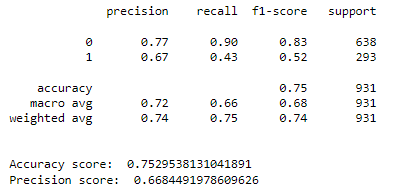 precision recall f1-score support
0 0.77 0.90 0.83 638
1 0.67 0.43 0.52 293
accuracy 0.75 931
macro avg 0.72 0.66 0.68 931
weighted avg 0.74 0.75 0.74 931
Accuracy score: 0.7529538131041891
Precision score: 0.6684491978609626